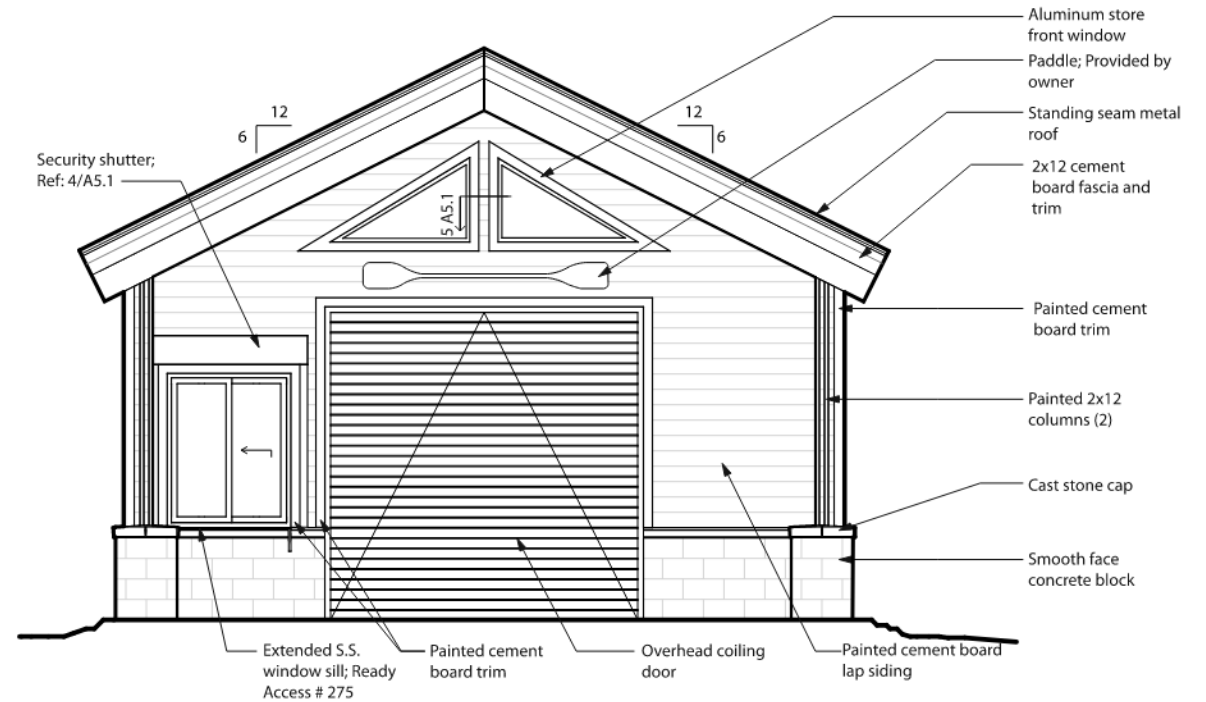 Aluminum store
front window
Paddle; Provided by
owner
12
6
12
6
Standing seam metal
roof
Security shutter;
Ref: 4/A5.1
2x12 cement
board fascia and
trim
5 A5.1
Painted cement
board trim
Painted 2x12
columns (2)
Cast stone cap
Smooth face
concrete block
Extended S.S.
window sill; Ready
Access # 275
Painted cement
board trim
Overhead coiling
door
Painted cement board
lap siding